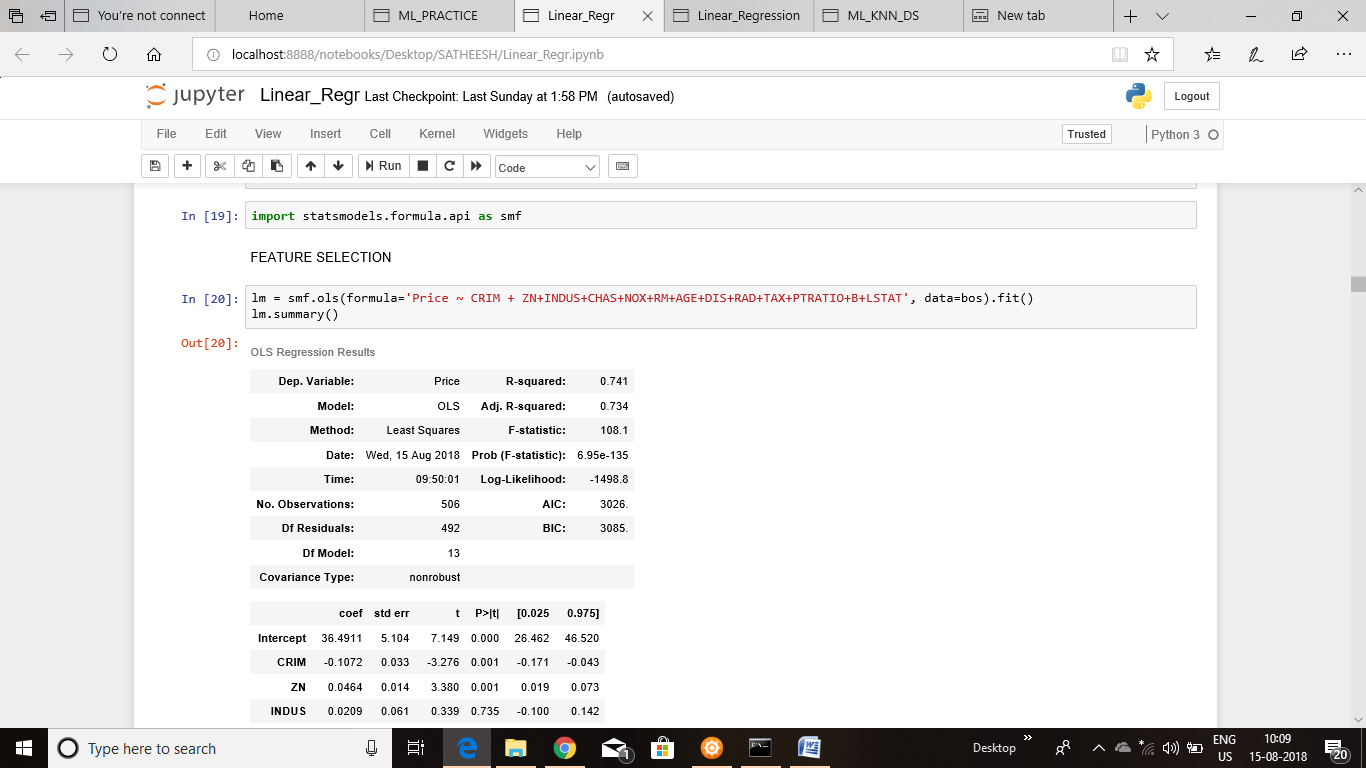 You're not connect Home ML_PRACTICE Linear_Regr Linear_Regression ML_KNN_DS New tab
localhost:8888/notebooks/Desktop/SATHEESH/Linear_Regr.ipynb
jupyter Linear_Regr Last Checkpoint: Last Sunday at 1:58 PM (autosaved) Logout
File Edit View Insert Cell Kernel Widgets Help Trusted Python 3
Run Code
In [19]: import statsmodels.formula.api as smf
FEATURE SELECTION
In [20]: lm = smf.ols(formula='Price ~ CRIM + ZN+INDUS+CHAS+NOX+RM+AGE+DIS+RAD+TAX+PTRATIO+B+LSTAT', data=bos).fit()
lm.summary()
Out[20]:
OLS Regression Results
Dep. Variable: Price R-squared: 0.741
Model: OLS Adj. R-squared: 0.734
Method: Least Squares F-statistic: 108.1
Date: Wed, 15 Aug 2018 Prob (F-statistic): 6.95e-135
Time: 09:50:01 Log-Likelihood: -1498.8
No. Observations: 506 AIC: 3026.
Df Residuals: 492 BIC: 3085.
Df Model: 13
Covariance Type: nonrobust
coef std err t P>|t| [0.025 0.975]
Intercept 36.4911 5.104 7.149 0.000 26.462 46.520
CRIM -0.1072 0.033 -3.276 0.001 -0.171 -0.043
ZN 0.0464 0.014 3.380 0.001 0.019 0.073
INDUS 0.0209 0.061 0.339 0.735 -0.100 0.142
Type here to search 1 Desktop ENG 10:09
US 15-08-2018 20